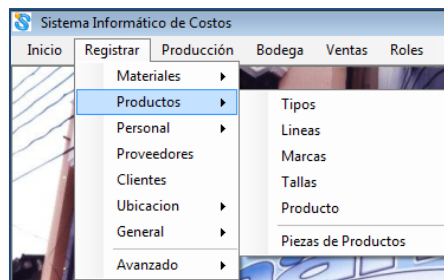 Sistema Informático de Costos
Inicio Registrar Producción Bodega Ventas Roles
Materiales
Productos
Personal
Proveedores
Clientes
Ubicacion
General
Avanzado
Tipos
Lineas
Marcas
Tallas
Producto
Piezas de Productos